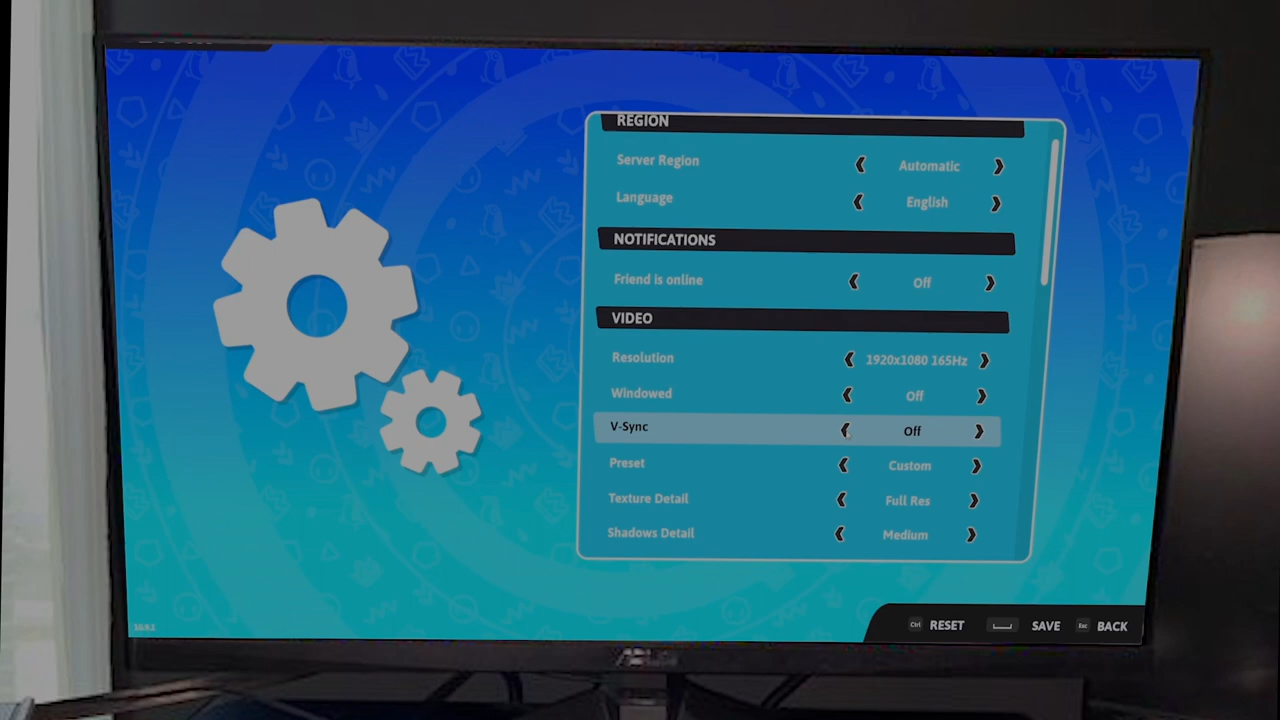 REGION
Server Region Automatic
Language English
NOTIFICATIONS
Friend is online Off
VIDEO
Resolution 1920x1080 165Hz
Windowed Off
V-Sync Off
Preset Custom
Texture Detail Full Res
Shadows Detail Medium
Ctrl RESET SAVE Esc BACK